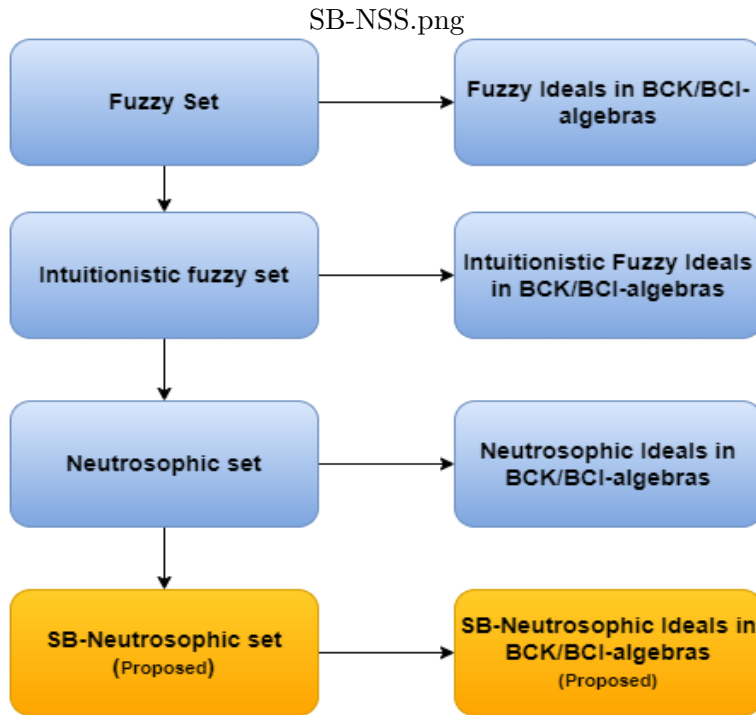 SB-NSS.png
Fuzzy Set
Fuzzy Ideals in BCK/BCI-
algebras
Intuitionistic fuzzy set
Intuitionistic Fuzzy Ideals
in BCK/BCI-algebras
Neutrosophic set
Neutrosophic Ideals in
BCK/BCI-algebras
SB-Neutrosophic set
(Proposed)
SB-Neutrosophic Ideals in
BCK/BCI-algebras
(Proposed)